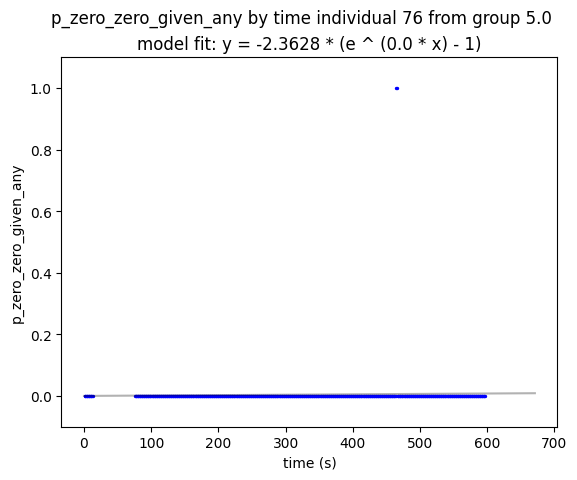 p_zero_zero_given_any by time individual 76 from group 5.0
model fit: y = -2.3628 * (e ^ (0.0 * x) - 1)
1.0
0.8
0.6
0.4
0.2
0.0
p_zero_zero_given_any
0 100 200 300 400 500 600 700
time (s)